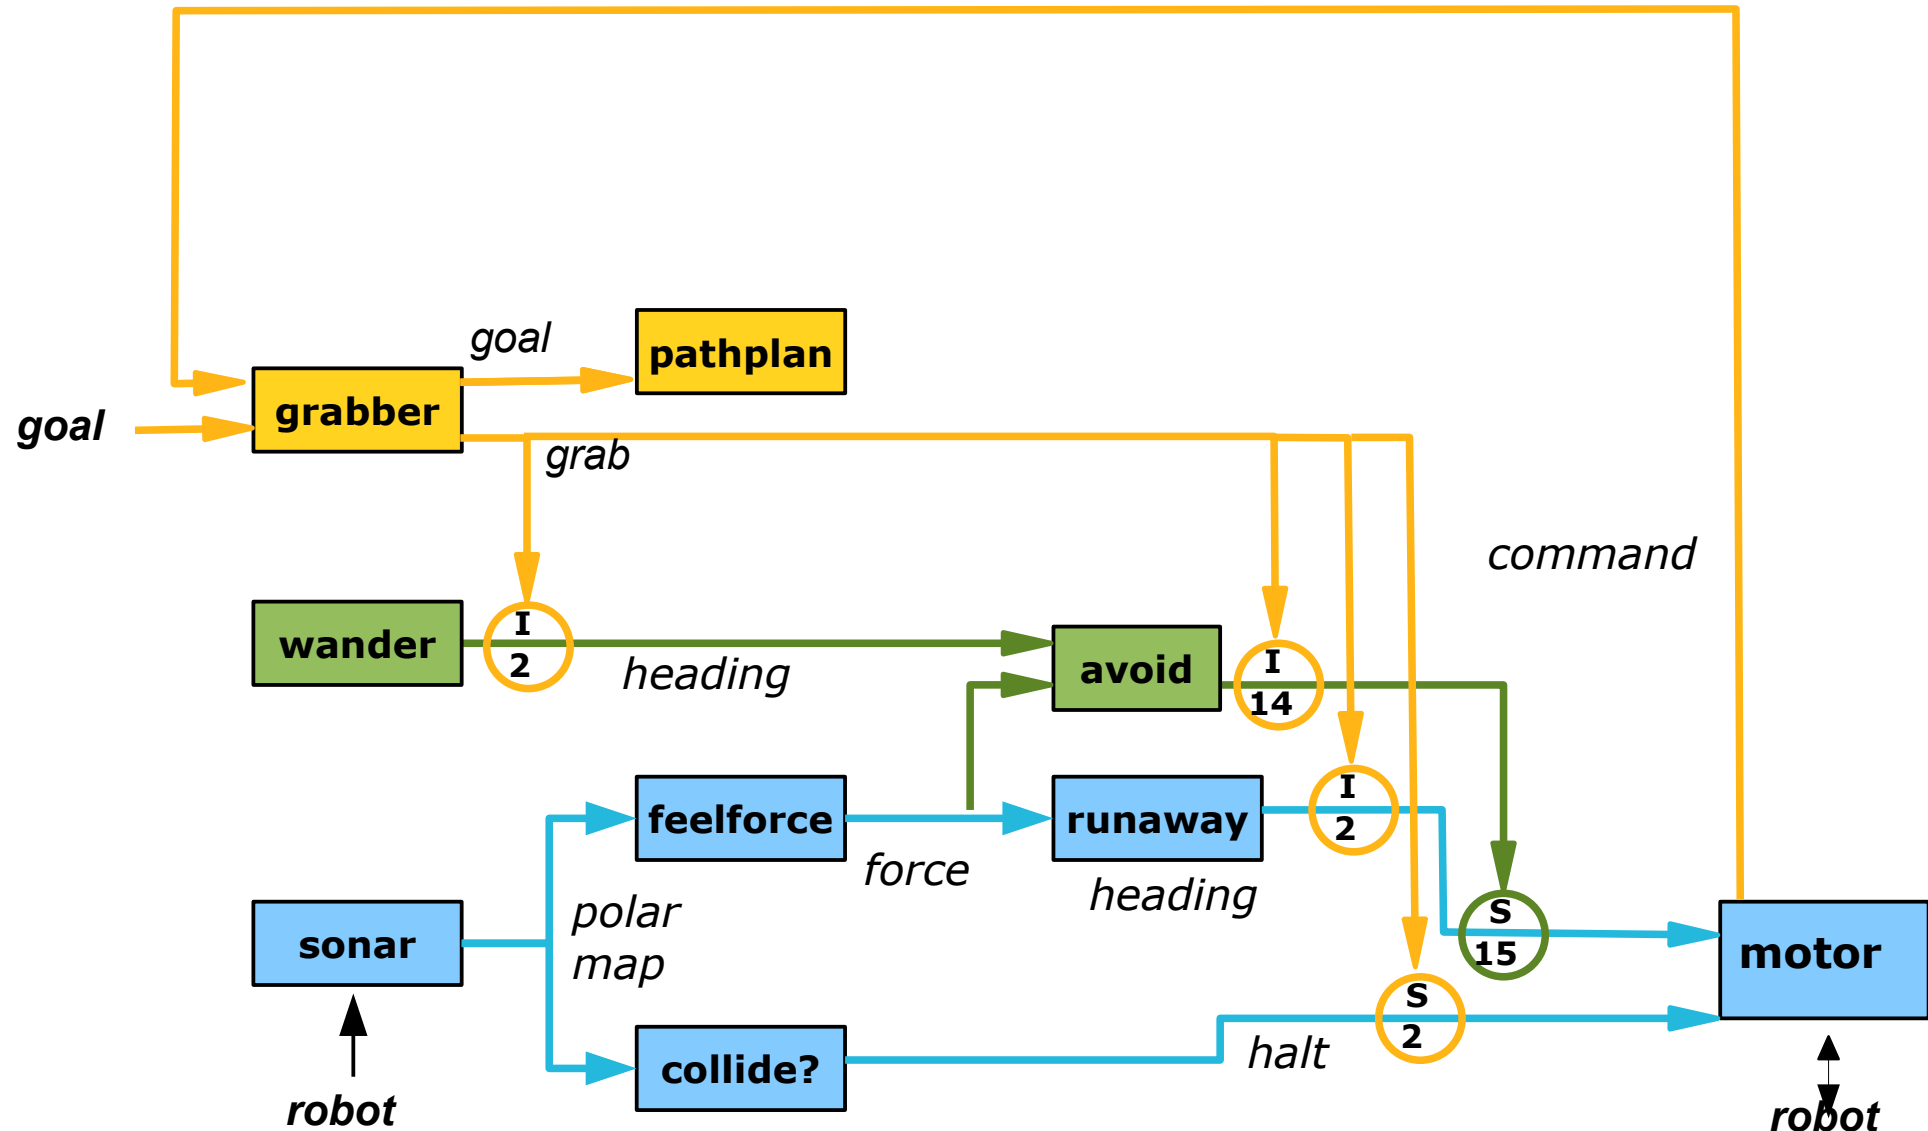 goal
pathplan
grabber
goal
grab
command
I
2
wander
heading
avoid
I
14
I
2
feelforce
runaway
force
heading
polar
map
sonar
S
15
motor
S
2
halt
collide?
robot
robot